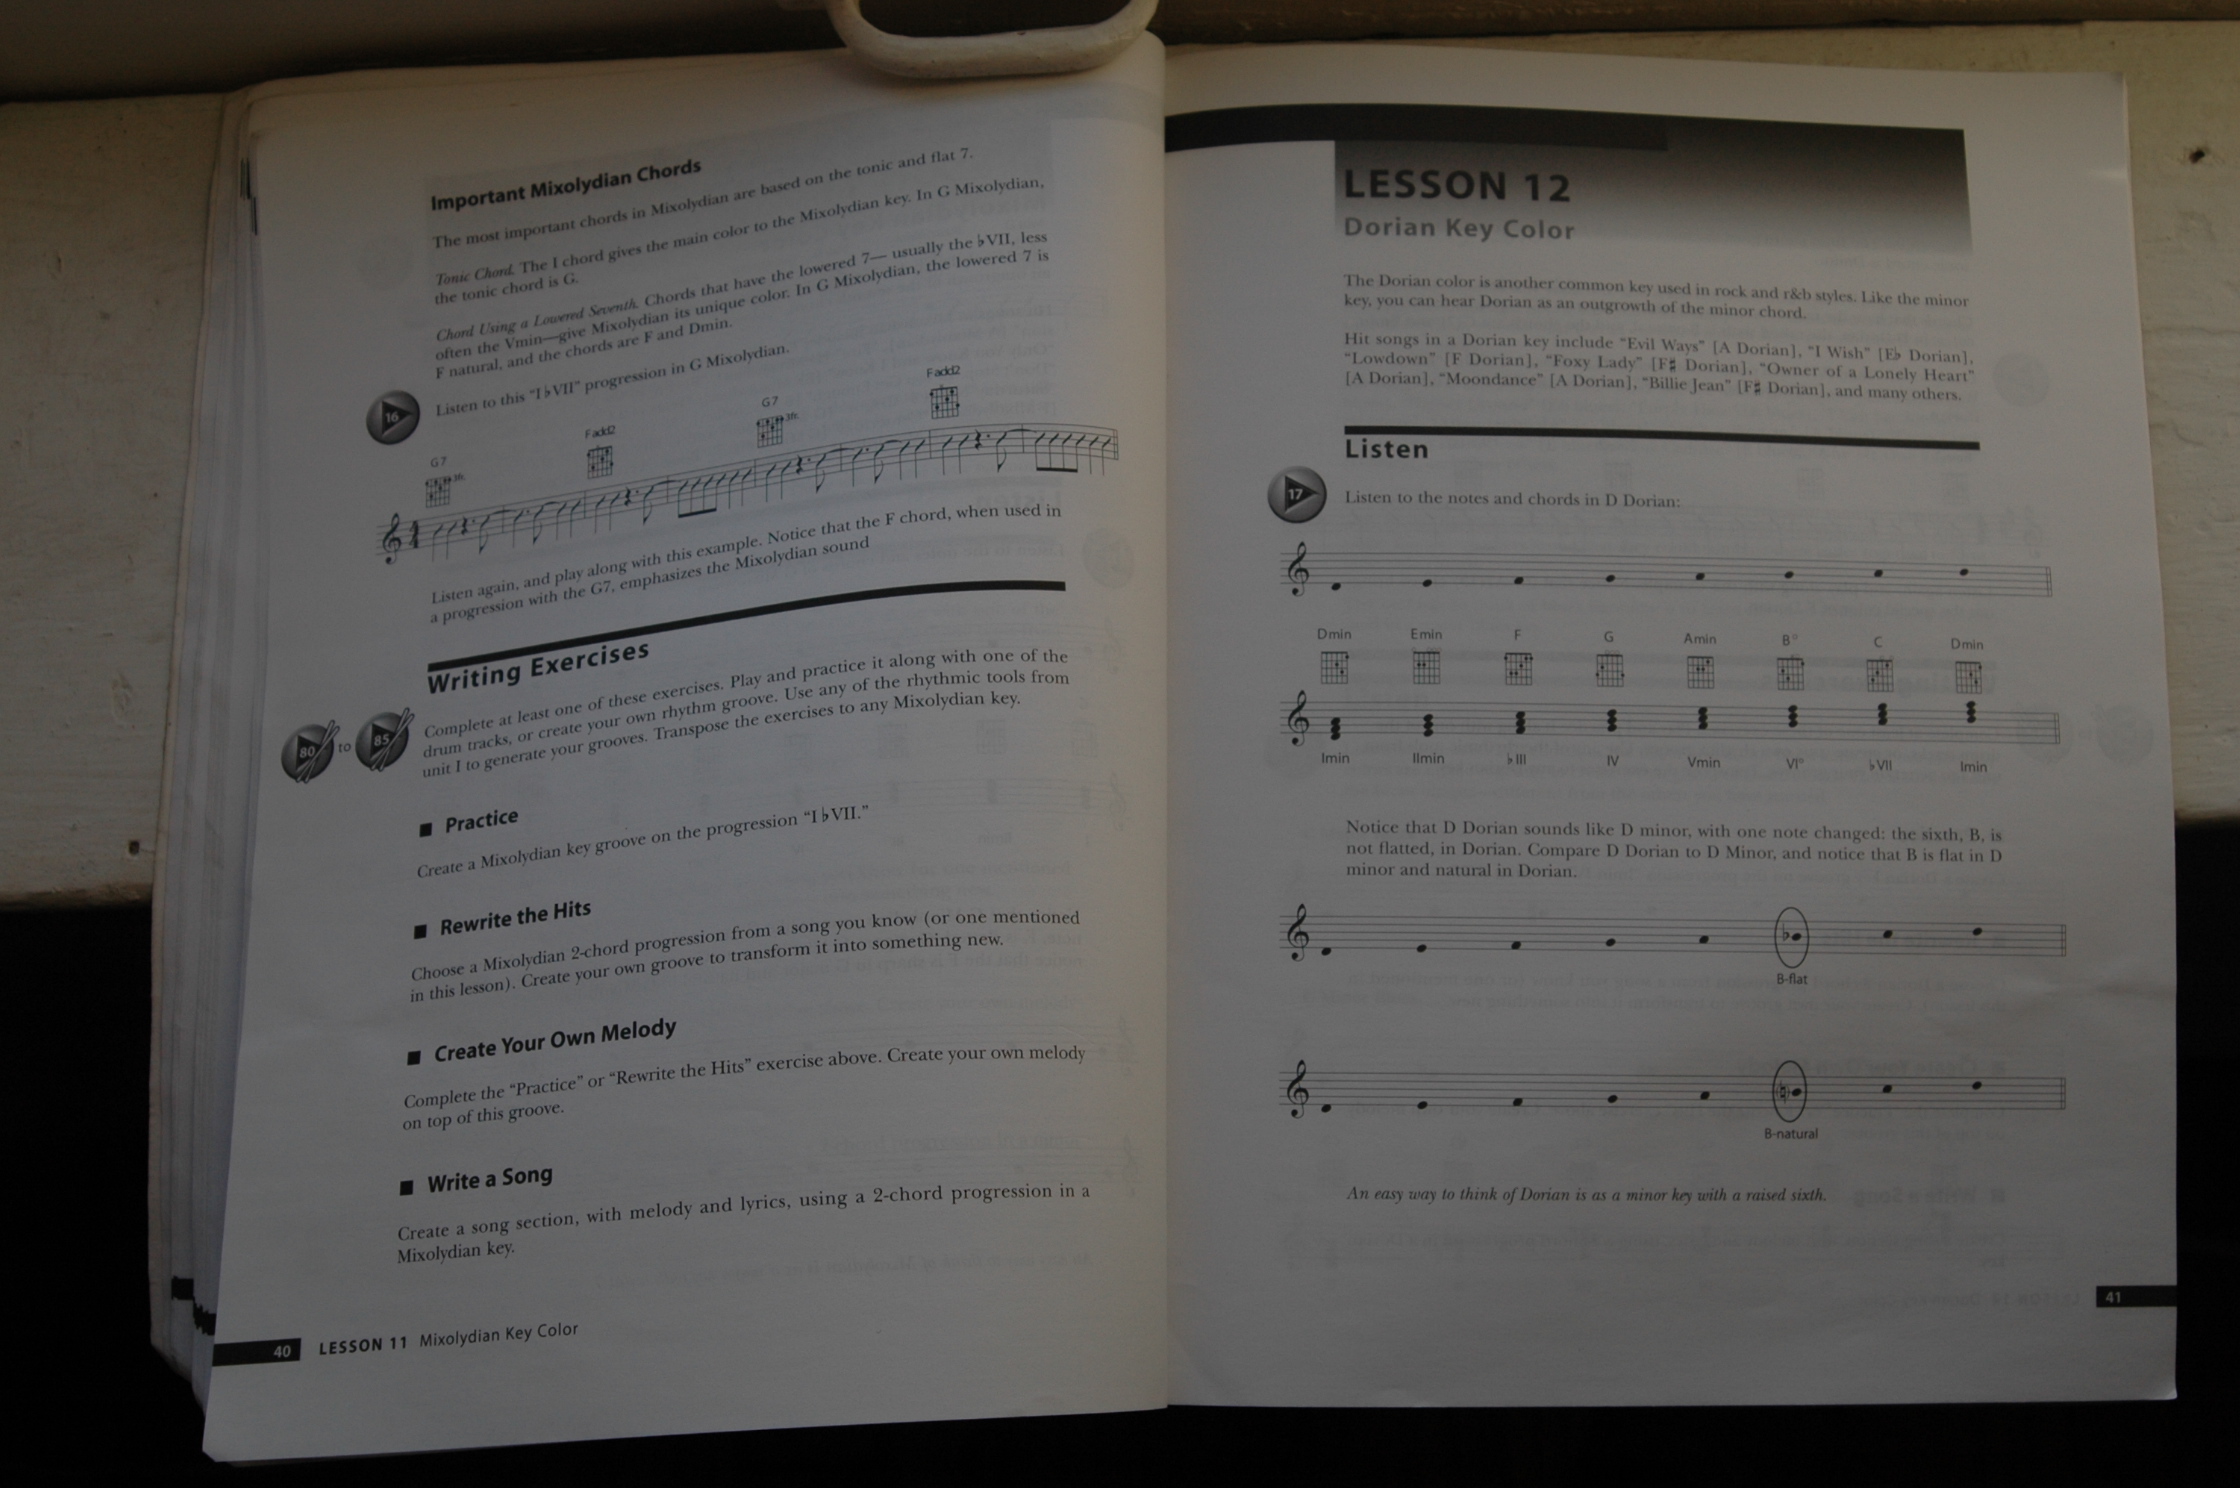 Important Mixolydian Chords
The most important chords in Mixolydian are based on the tonic and flat 7.
Tonic Chord. The I chord gives the main color to the Mixolydian key. In G Mixolydian,
the tonic chord is G.
Chord Using a Lowered Seventh. Chords that have the lowered 7— usually the ♭VII, less
often the Vmin—give Mixolydian its unique color. In G Mixolydian, the lowered 7 is
F natural, and the chords are F and Dmin.
16 Listen to this “I ♭VII” progression in G Mixolydian.
G7 3fr. Fadd2 G7 3fr. Fadd2
Listen again, and play along with this example. Notice that the F chord, when used in
a progression with the G7, emphasizes the Mixolydian sound
Writing Exercises
80 to 85
Complete at least one of these exercises. Play and practice it along with one of the
drum tracks, or create your own rhythm groove. Use any of the rhythmic tools from
unit I to generate your grooves. Transpose the exercises to any Mixolydian key.
■ Practice
Create a Mixolydian key groove on the progression “I ♭VII.”
■ Rewrite the Hits
Choose a Mixolydian 2-chord progression from a song you know (or one mentioned
in this lesson). Create your own groove to transform it into something new.
■ Create Your Own Melody
Complete the “Practice” or “Rewrite the Hits” exercise above. Create your own melody
on top of this groove.
■ Write a Song
Create a song section, with melody and lyrics, using a 2-chord progression in a
Mixolydian key.
40 LESSON 11 Mixolydian Key Color
LESSON 12
Dorian Key Color
The Dorian color is another common key used in rock and r&b styles. Like the minor
key, you can hear Dorian as an outgrowth of the minor chord.
Hit songs in a Dorian key include “Evil Ways” [A Dorian], “I Wish” [E♭ Dorian],
“Lowdown” [F Dorian], “Foxy Lady” [F♯ Dorian], “Owner of a Lonely Heart”
[A Dorian], “Moondance” [A Dorian], “Billie Jean” [F♯ Dorian], and many others.
Listen
17 Listen to the notes and chords in D Dorian:
Dmin Emin F G Amin B° C Dmin
Imin IImin ♭III IV Vmin VI° ♭VII Imin
Notice that D Dorian sounds like D minor, with one note changed: the sixth, B, is
not flatted, in Dorian. Compare D Dorian to D Minor, and notice that B is flat in D
minor and natural in Dorian.
B-flat
B-natural
An easy way to think of Dorian is as a minor key with a raised sixth.
41